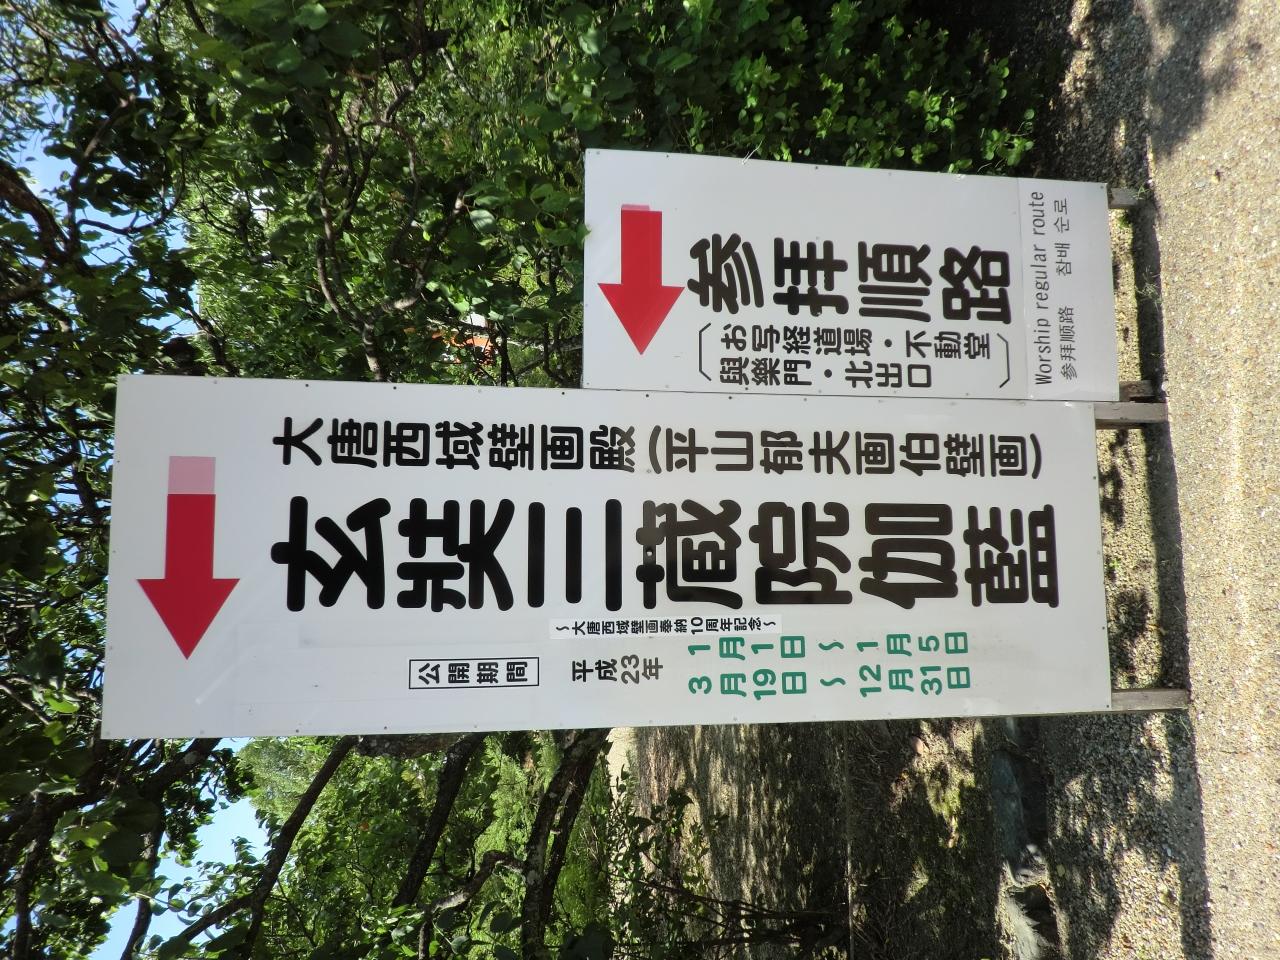 大唐西域壁画殿(平山郁夫画伯壁画)
玄奘三蔵院伽藍
~大唐西域壁画奉納10周年記念~
公開期間
平成23年
1月1日~1月5日
3月19日~12月31日
参拝順路
お写経道場・不動堂
與樂門・北出口
Worship regular route
参拜顺路 참배 순로